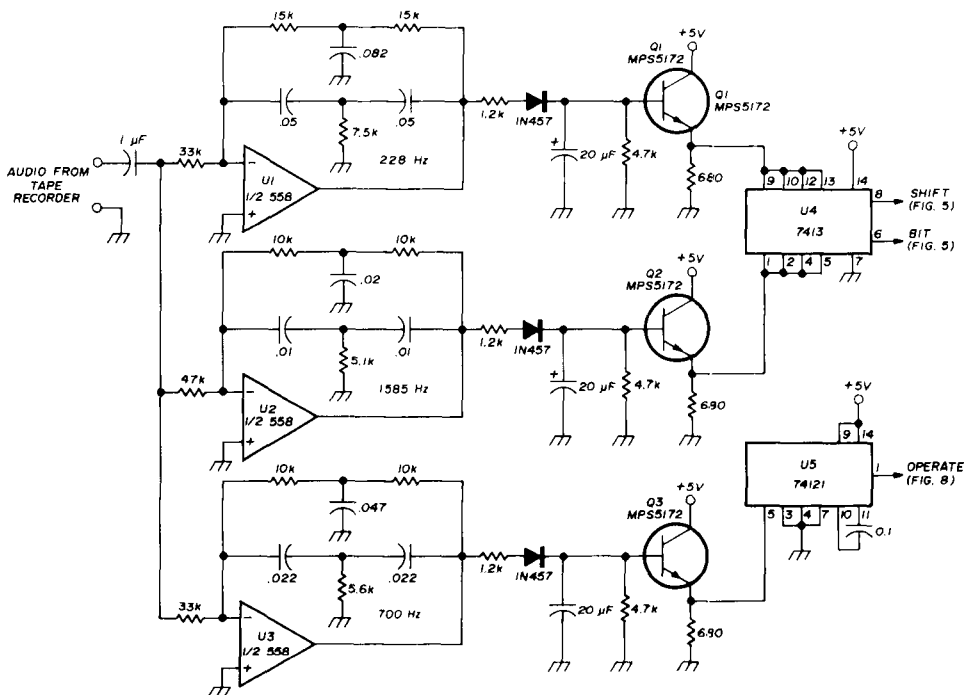 15k
15k
.082
.05
.05
7.5k
228 Hz
1 µF
33k
AUDIO FROM
TAPE
RECORDER
−
+
U1
1/2 558
1.2k
1N457
+
20 µF
4.7k
Q1
MPS5172
+5V
Q1
MPS5172
680
+5V
9
10
12
13
14
U4
7413
8
SHIFT
(FIG. 5)
6
BIT
(FIG. 5)
1
2
4
5
7
10k
10k
.02
.01
.01
5.1k
1585 Hz
47k
−
+
U2
1/2 558
1.2k
1N457
+
20 µF
4.7k
Q2
MPS5172
+5V
680
10k
10k
.047
.022
.022
5.6k
700 Hz
33k
−
+
U3
1/2 558
1.2k
1N457
20 µF
4.7k
Q3
MPS5172
+5V
680
+5V
9
14
U5
74121
1
OPERATE
(FIG. 8)
5
3
4
7
10
11
0.1